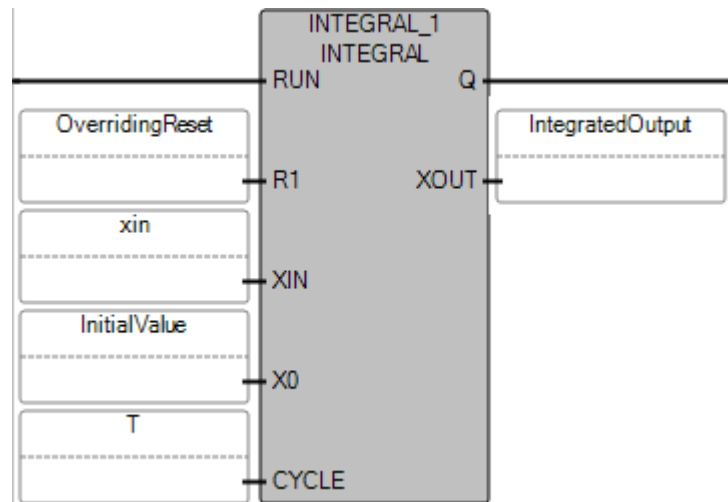 INTEGRAL_1
INTEGRAL
RUN Q
OverridingReset IntegratedOutput
R1 XOUT
xin
XIN
InitialValue
X0
T
CYCLE